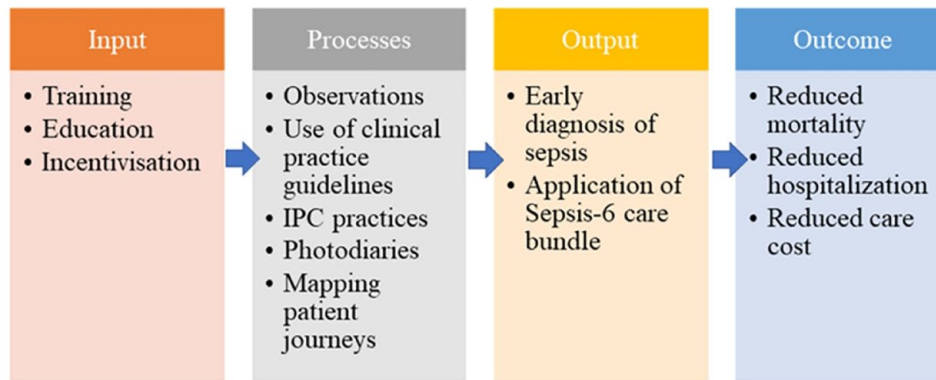 Input
• Training
• Education
• Incentivisation
Processes
• Observations
• Use of clinical
practice
guidelines
• IPC practices
• Photodiaries
• Mapping
patient
journeys
Output
• Early
diagnosis of
sepsis
• Application of
Sepsis-6 care
bundle
Outcome
• Reduced
mortality
• Reduced
hospitalization
• Reduced care
cost